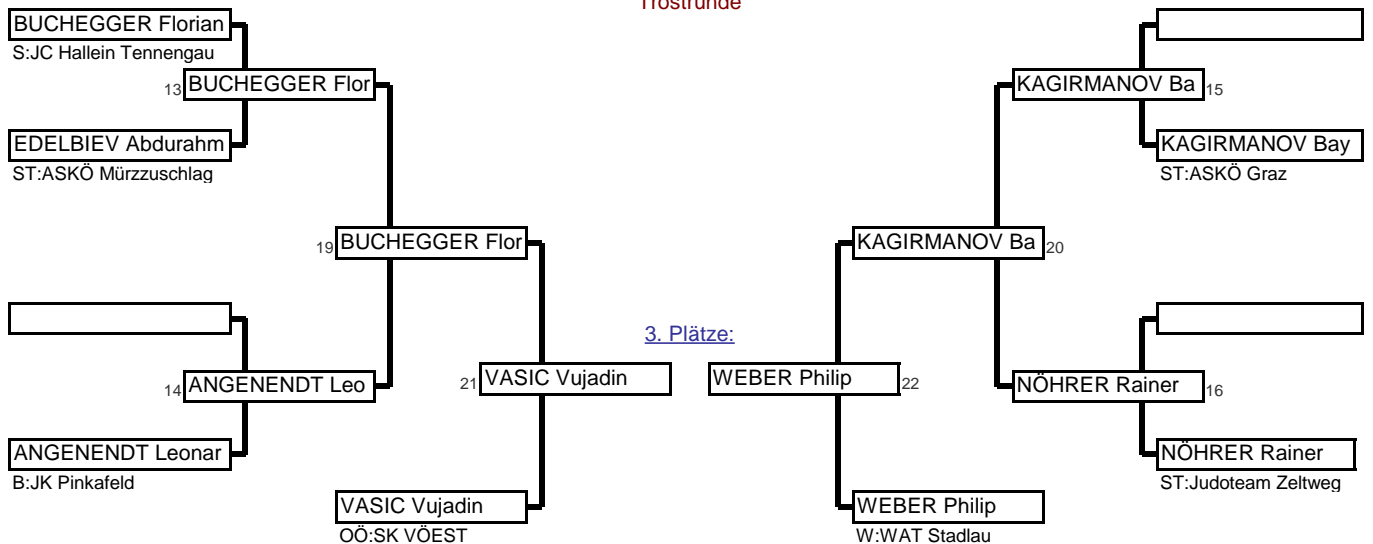 Trostrunde
BUCHEGGER Florian
S:JC Hallein Tennengau
13 BUCHEGGER Flor
EDELBIEV Abdurahm
ST:ASKÖ Mürzzuschlag
19 BUCHEGGER Flor
14 ANGENENDT Leo
ANGENENDT Leonar
B:JK Pinkafeld
21 VASIC Vujadin
VASIC Vujadin
OÖ:SK VÖEST
3. Plätze:
KAGIRMANOV Ba 15
KAGIRMANOV Bay
ST:ASKÖ Graz
KAGIRMANOV Ba 20
WEBER Philip 22
NÖHRER Rainer 16
NÖHRER Rainer
ST:Judoteam Zeltweg
WEBER Philip
W:WAT Stadlau